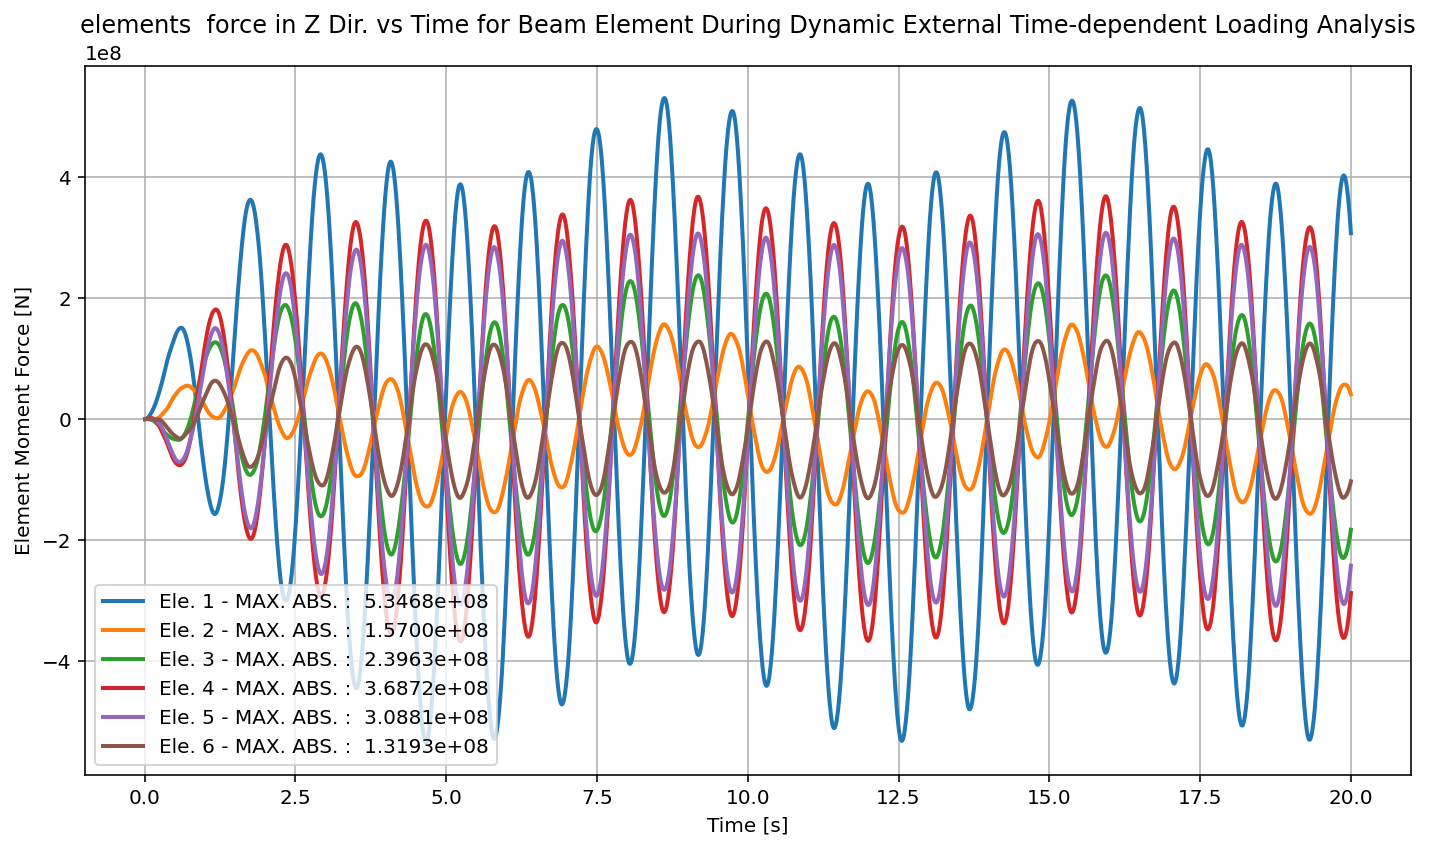 elements  force in Z Dir. vs Time for Beam Element During Dynamic External Time-dependent Loading Analysis
1e8
4
2
0
−2
−4
Element Moment Force [N]
Ele. 1 - MAX. ABS. :  5.3468e+08
Ele. 2 - MAX. ABS. :  1.5700e+08
Ele. 3 - MAX. ABS. :  2.3963e+08
Ele. 4 - MAX. ABS. :  3.6872e+08
Ele. 5 - MAX. ABS. :  3.0881e+08
Ele. 6 - MAX. ABS. :  1.3193e+08
0.0 2.5 5.0 7.5 10.0 12.5 15.0 17.5 20.0
Time [s]